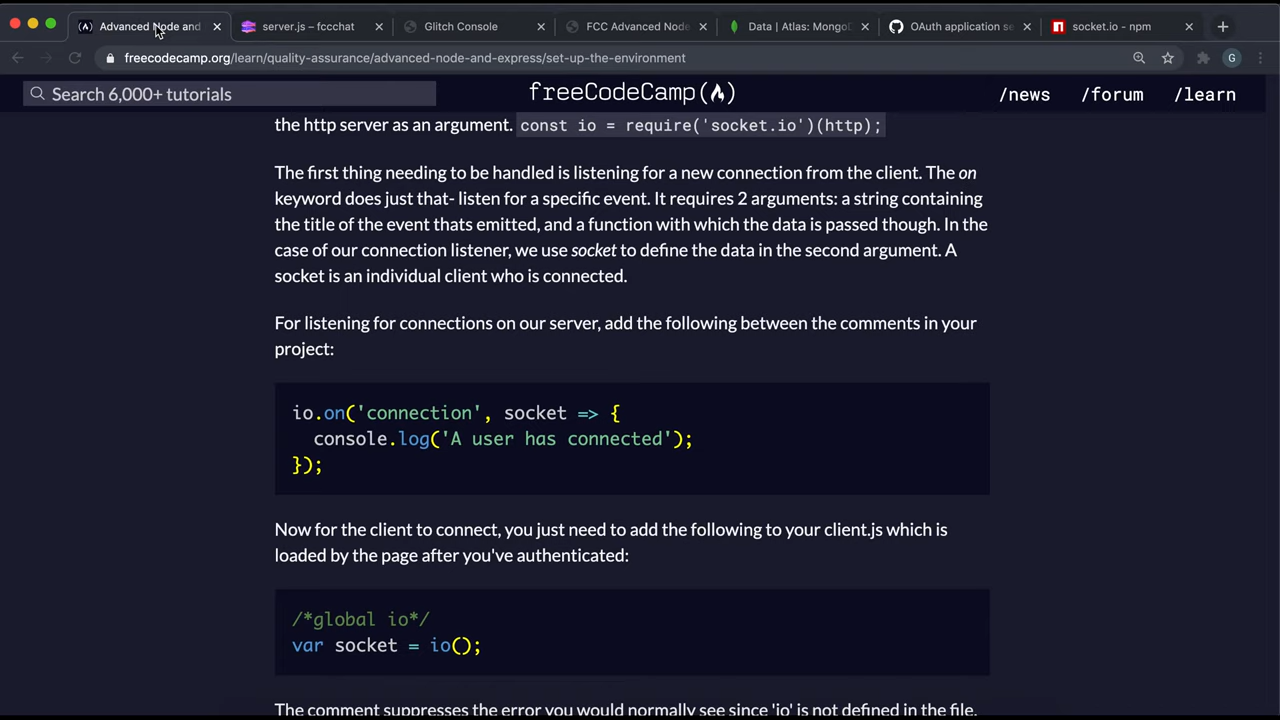 Advanced Node and
server.js – fccchat
Glitch Console
FCC Advanced Node
Data | Atlas: MongoD
OAuth application se
socket.io - npm
freecodecamp.org/learn/quality-assurance/advanced-node-and-express/set-up-the-environment
G
Search 6,000+ tutorials
freeCodeCamp
/news
/forum
/learn
the http server as an argument. const io = require('socket.io')(http);
The first thing needing to be handled is listening for a new connection from the client. The on
keyword does just that- listen for a specific event. It requires 2 arguments: a string containing
the title of the event thats emitted, and a function with which the data is passed though. In the
case of our connection listener, we use socket to define the data in the second argument. A
socket is an individual client who is connected.
For listening for connections on our server, add the following between the comments in your
project:
io.on('connection', socket => {
console.log('A user has connected');
});
Now for the client to connect, you just need to add the following to your client.js which is
loaded by the page after you've authenticated:
/*global io*/
var socket = io();
The comment suppresses the error you would normally see since 'io' is not defined in the file.